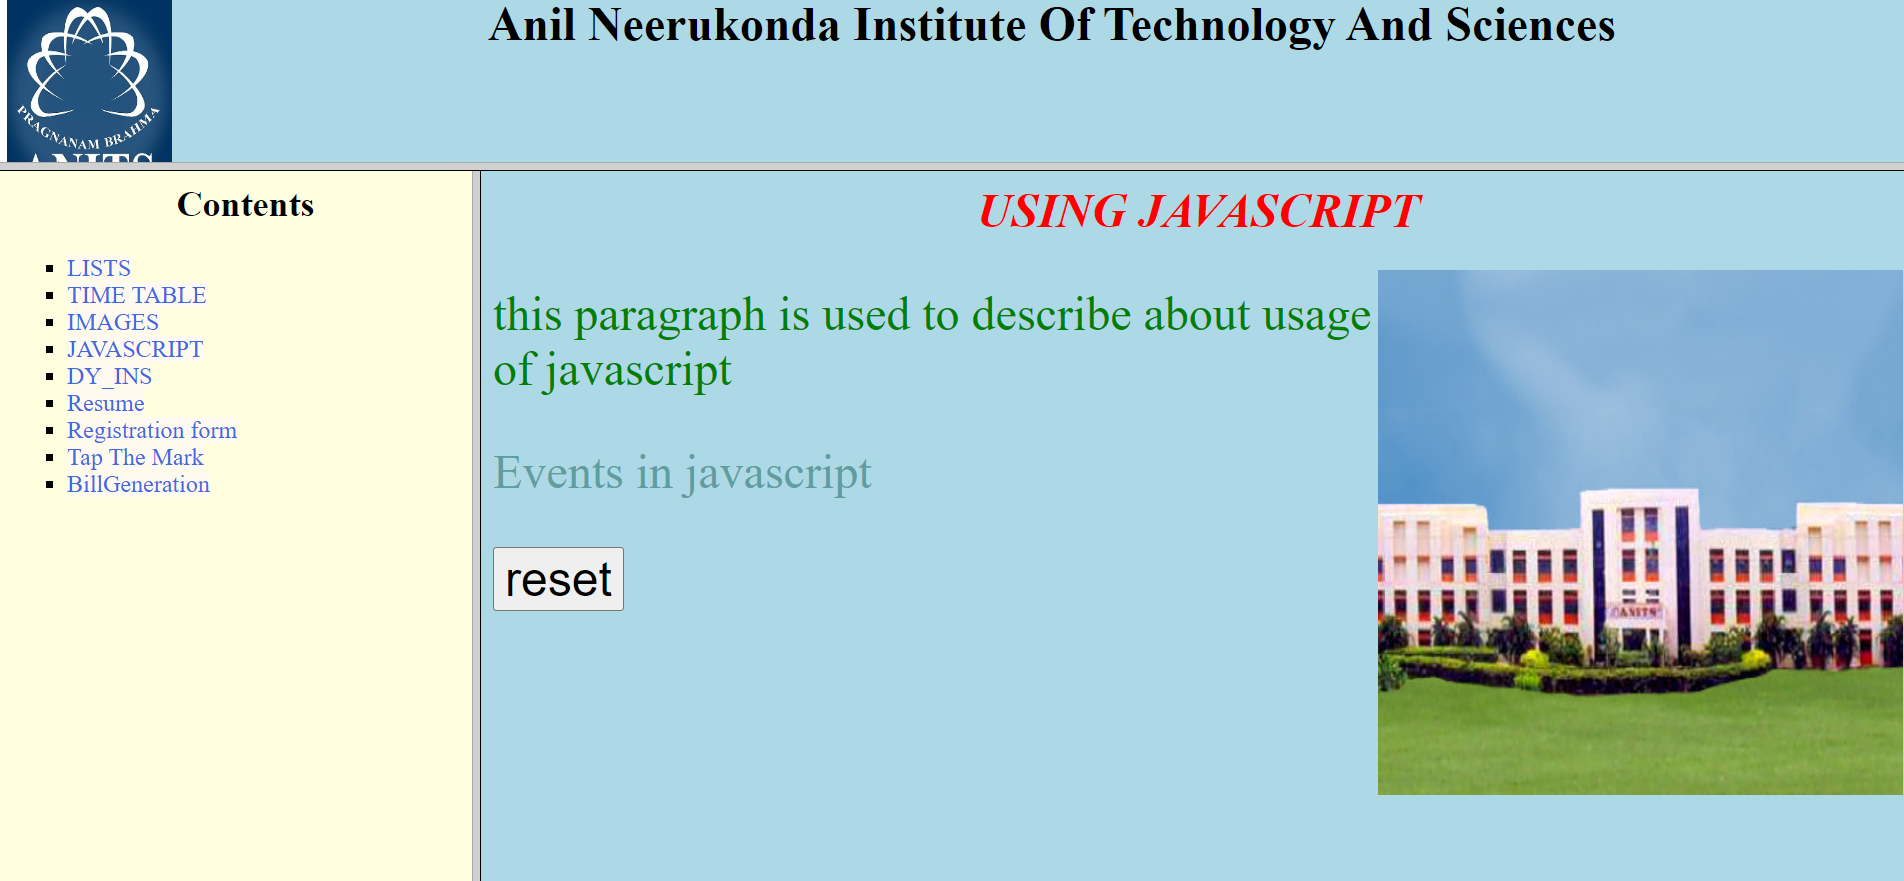 Anil Neerukonda Institute Of Technology And Sciences
PRAGNANAM BRAHMA
ANITS
Contents
LISTS
TIME TABLE
IMAGES
JAVASCRIPT
DY_INS
Resume
Registration form
Tap The Mark
BillGeneration
USING JAVASCRIPT
this paragraph is used to describe about usage
of javascript
Events in javascript
reset
ANITS